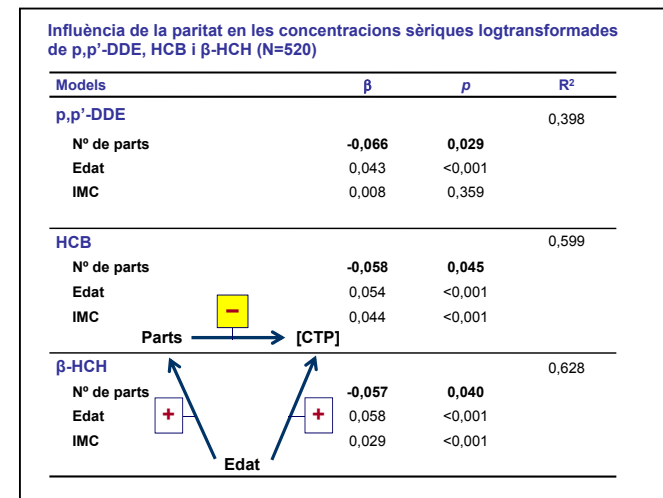 Influència de la paritat en les concentracions sèriques logtransformades
de p,p’-DDE, HCB i β-HCH (N=520)
Models β p R²
p,p’-DDE 0,398
Nº de parts -0,066 0,029
Edat 0,043 <0,001
IMC 0,008 0,359
HCB 0,599
Nº de parts -0,058 0,045
Edat 0,054 <0,001
IMC 0,044 <0,001
–
Parts [CTP]
β-HCH 0,628
Nº de parts -0,057 0,040
Edat + + 0,058 <0,001
IMC 0,029 <0,001
Edat